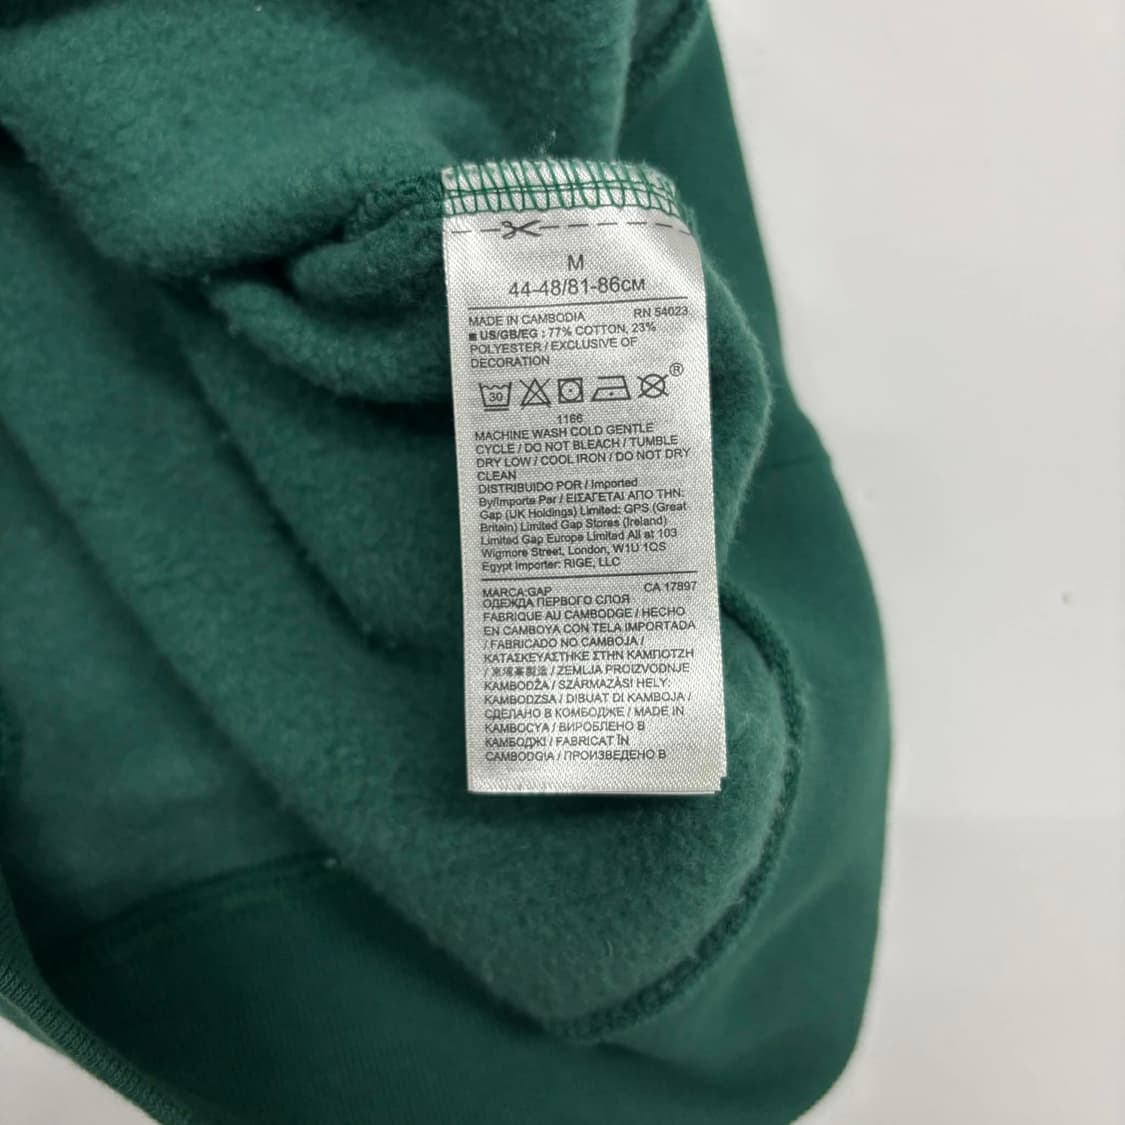 M
44-48/81-86СМ
MADE IN CAMBODIA RN 54023
■ US/GB/EG : 77% COTTON, 23%
POLYESTER / EXCLUSIVE OF
DECORATION
30
®
1166
MACHINE WASH COLD GENTLE
CYCLE / DO NOT BLEACH / TUMBLE
DRY LOW / COOL IRON / DO NOT DRY
CLEAN
DISTRIBUIDO POR / Imported
By/Importe Par / ΕΙΣΑΓΕΤΑΙ ΑΠΟ ΤΗΝ:
Gap (UK Holdings) Limited: GPS (Great
Britain) Limited Gap Stores (Ireland)
Limited Gap Europe Limited All at 103
Wigmore Street, London, W1U 1QS
Egypt Importer: RIGE, LLC
MARCA:GAP CA 17897
ОДЕЖДА ПЕРВОГО СЛОЯ
FABRIQUE AU CAMBODGE / HECHO
EN CAMBOYA CON TELA IMPORTADA
/ FABRICADO NO CAMBOJA /
ΚΑΤΑΣΚΕΥΑΣΤΗΚΕ ΣΤΗΝ ΚΑΜΠΟΤΖΗ
/ 製造 / ZEMLJA PROIZVODNJE
KAMBODŽA / SZÁRMAZÁSI HELY:
KAMBODZSA / DIBUAT DI KAMBOJA /
СДЕЛАНО В КОМБОДЖЕ / MADE IN
KAMBOCYA / ВИРОБЛЕНО В
КАМБОДЖІ / FABRICAT ÎN
CAMBODGIA / ПРОИЗВЕДЕНО В